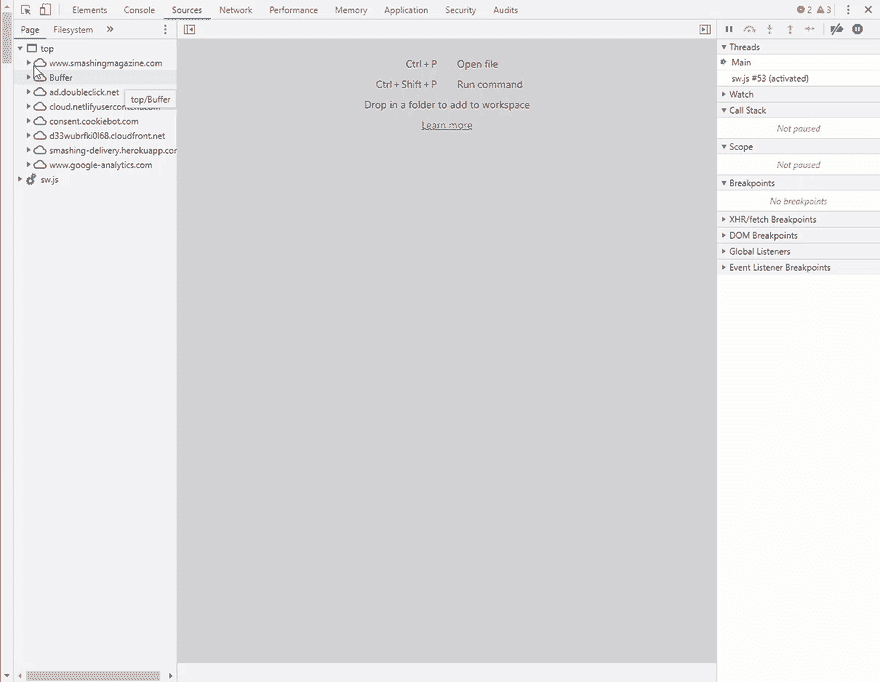 Elements Console Sources Network Performance Memory Application Security Audits 2 3
Page Filesystem »
top
www.smashingmagazine.com
Buffer
ad.doubleclick.net
top/Buffer
consent.cookiebot.com
d33wubrfki0l68.cloudfront.net
smashing-delivery.herokuapp.com
www.google-analytics.com
sw.js
Ctrl + P Open file
Ctrl + Shift + P Run command
Drop in a folder to add to workspace
Learn more
Threads
Main
sw.js #53 (activated)
Watch
Call Stack
Not paused
Scope
Not paused
Breakpoints
No breakpoints
XHR/fetch Breakpoints
DOM Breakpoints
Global Listeners
Event Listener Breakpoints